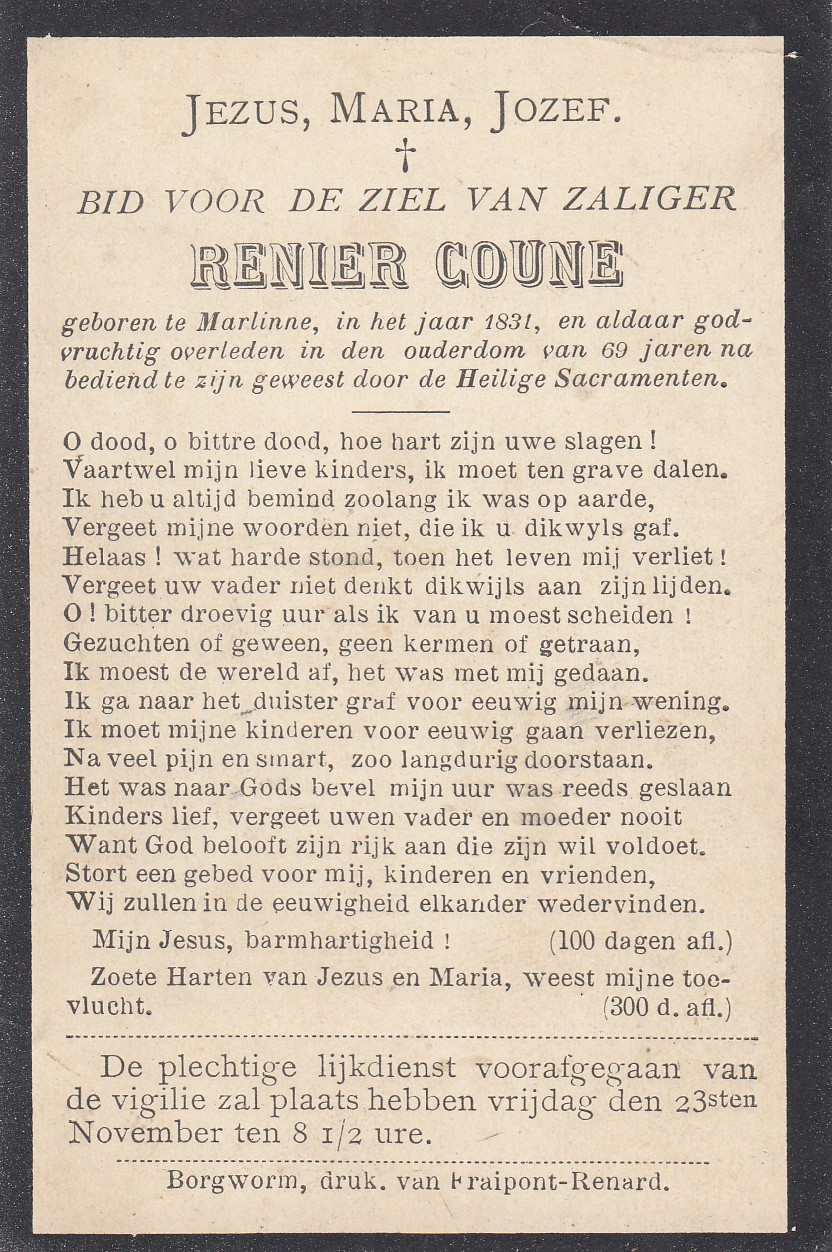 JEZUS, MARIA, JOZEF.
†
BID VOOR DE ZIEL VAN ZALIGER
RENIER COUNE
geboren te Marlinne, in het jaar 1831, en aldaar god-
vruchtig overleden in den ouderdom van 69 jaren na
bediend te zijn geweest door de Heilige Sacramenten.
O dood, o bittre dood, hoe hart zijn uwe slagen !
Vaartwel mijn lieve kinders, ik moet ten grave dalen.
Ik heb u altijd bemind zoolang ik was op aarde,
Vergeet mijne woorden niet, die ik u dikwyls gaf.
Helaas ! wat harde stond, toen het leven mij verliet !
Vergeet uw vader niet denkt dikwijls aan zijn lijden.
O ! bitter droevig uur als ik van u moest scheiden !
Gezuchten of geween, geen kermen of getraan,
Ik moest de wereld af, het was met mij gedaan.
Ik ga naar het duister graf voor eeuwig mijn wening.
Ik moet mijne kinderen voor eeuwig gaan verliezen,
Na veel pijn en smart, zoo langdurig doorstaan.
Het was naar Gods bevel mijn uur was reeds geslaan
Kinders lief, vergeet uwen vader en moeder nooit
Want God belooft zijn rijk aan die zijn wil voldoet.
Stort een gebed voor mij, kinderen en vrienden,
Wij zullen in de eeuwigheid elkander wedervinden.
Mijn Jesus, barmhartigheid ! (100 dagen afl.)
Zoete Harten van Jezus en Maria, weest mijne toe-
vlucht. (300 d. afl.)
De plechtige lijkdienst voorafgegaan van
de vigilie zal plaats hebben vrijdag den 23sten
November ten 8 1/2 ure.
Borgworm, druk. van Fraipont-Renard.